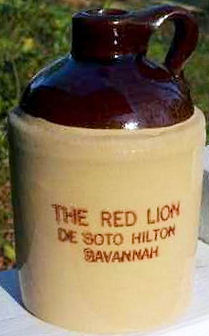 THE RED LION
DE SOTO HILTON
SAVANNAH